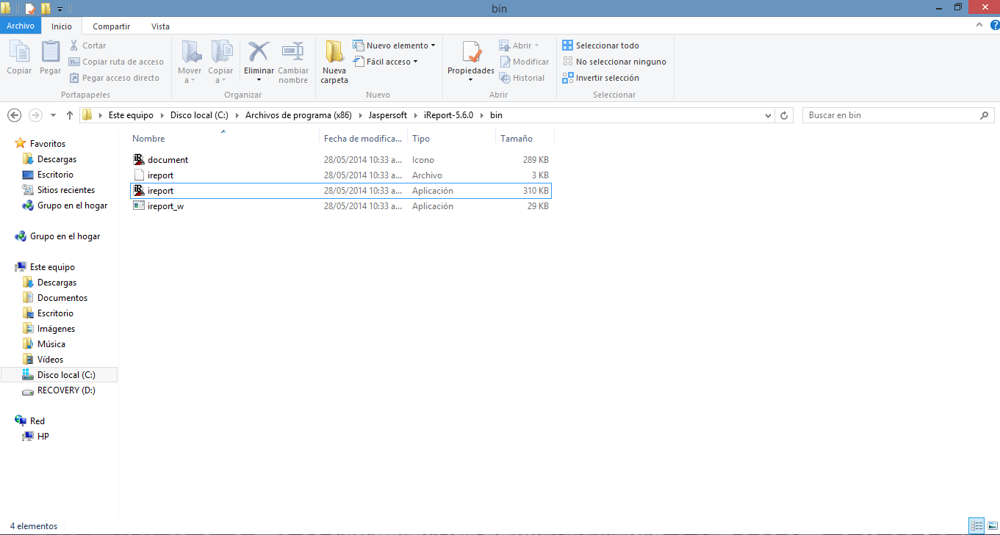 bin
Archivo Inicio Compartir Vista
Copiar
Pegar
Cortar
Copiar ruta de acceso
Pegar acceso directo
Portapapeles
Mover a
Copiar a
Eliminar
Cambiar nombre
Organizar
Nueva carpeta
Nuevo elemento
Fácil acceso
Nuevo
Propiedades
Abrir
Modificar
Historial
Abrir
Seleccionar todo
No seleccionar ninguno
Invertir selección
Seleccionar
Este equipo Disco local (C:) Archivos de programa (x86) Jaspersoft iReport-5.6.0 bin
Buscar en bin
Favoritos
Descargas
Escritorio
Sitios recientes
Grupo en el hogar
Grupo en el hogar
Este equipo
Descargas
Documentos
Escritorio
Imágenes
Música
Vídeos
Disco local (C:)
RECOVERY (D:)
Red
HP
Nombre Fecha de modifica... Tipo Tamaño
document 28/05/2014 10:33 a... Icono 289 KB
ireport 28/05/2014 10:33 a... Archivo 3 KB
ireport 28/05/2014 10:33 a... Aplicación 310 KB
ireport_w 28/05/2014 10:33 a... Aplicación 29 KB
4 elementos